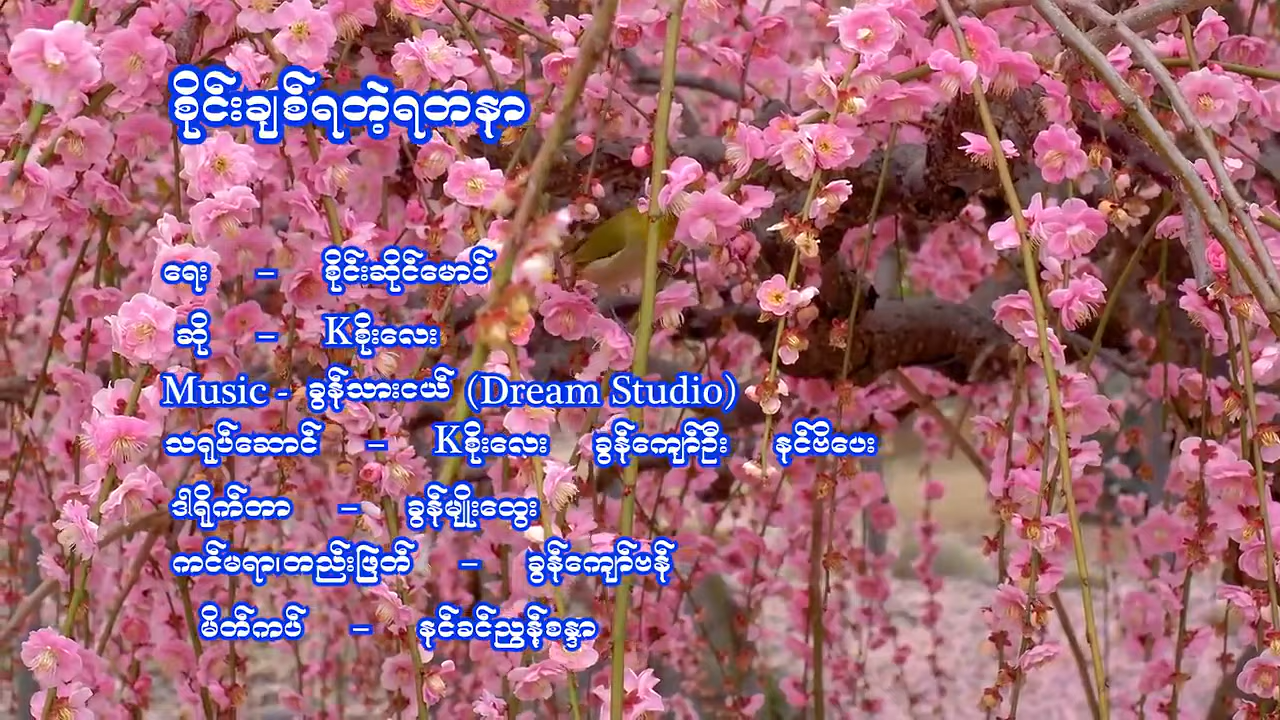 စိုင်းချစ်ရတဲ့ရတနာ
ရေး – စိုင်းဆိုင်မောဝ်
ဆို – Kစိုးလေး
Music - ခွန်သားငယ် (Dream Studio)
သရုပ်ဆောင် – Kစိုးလေး ခွန်ကျော်ဦး နင်ဗီပေး
ဒါရိုက်တာ – ခွန်မျိုးထွေး
ကင်မရာ၊တည်းဖြတ် – ခွန်ကျော်ဗန်
မိတ်ကပ် – နင်ခင်ညွန့်စန္ဒာ